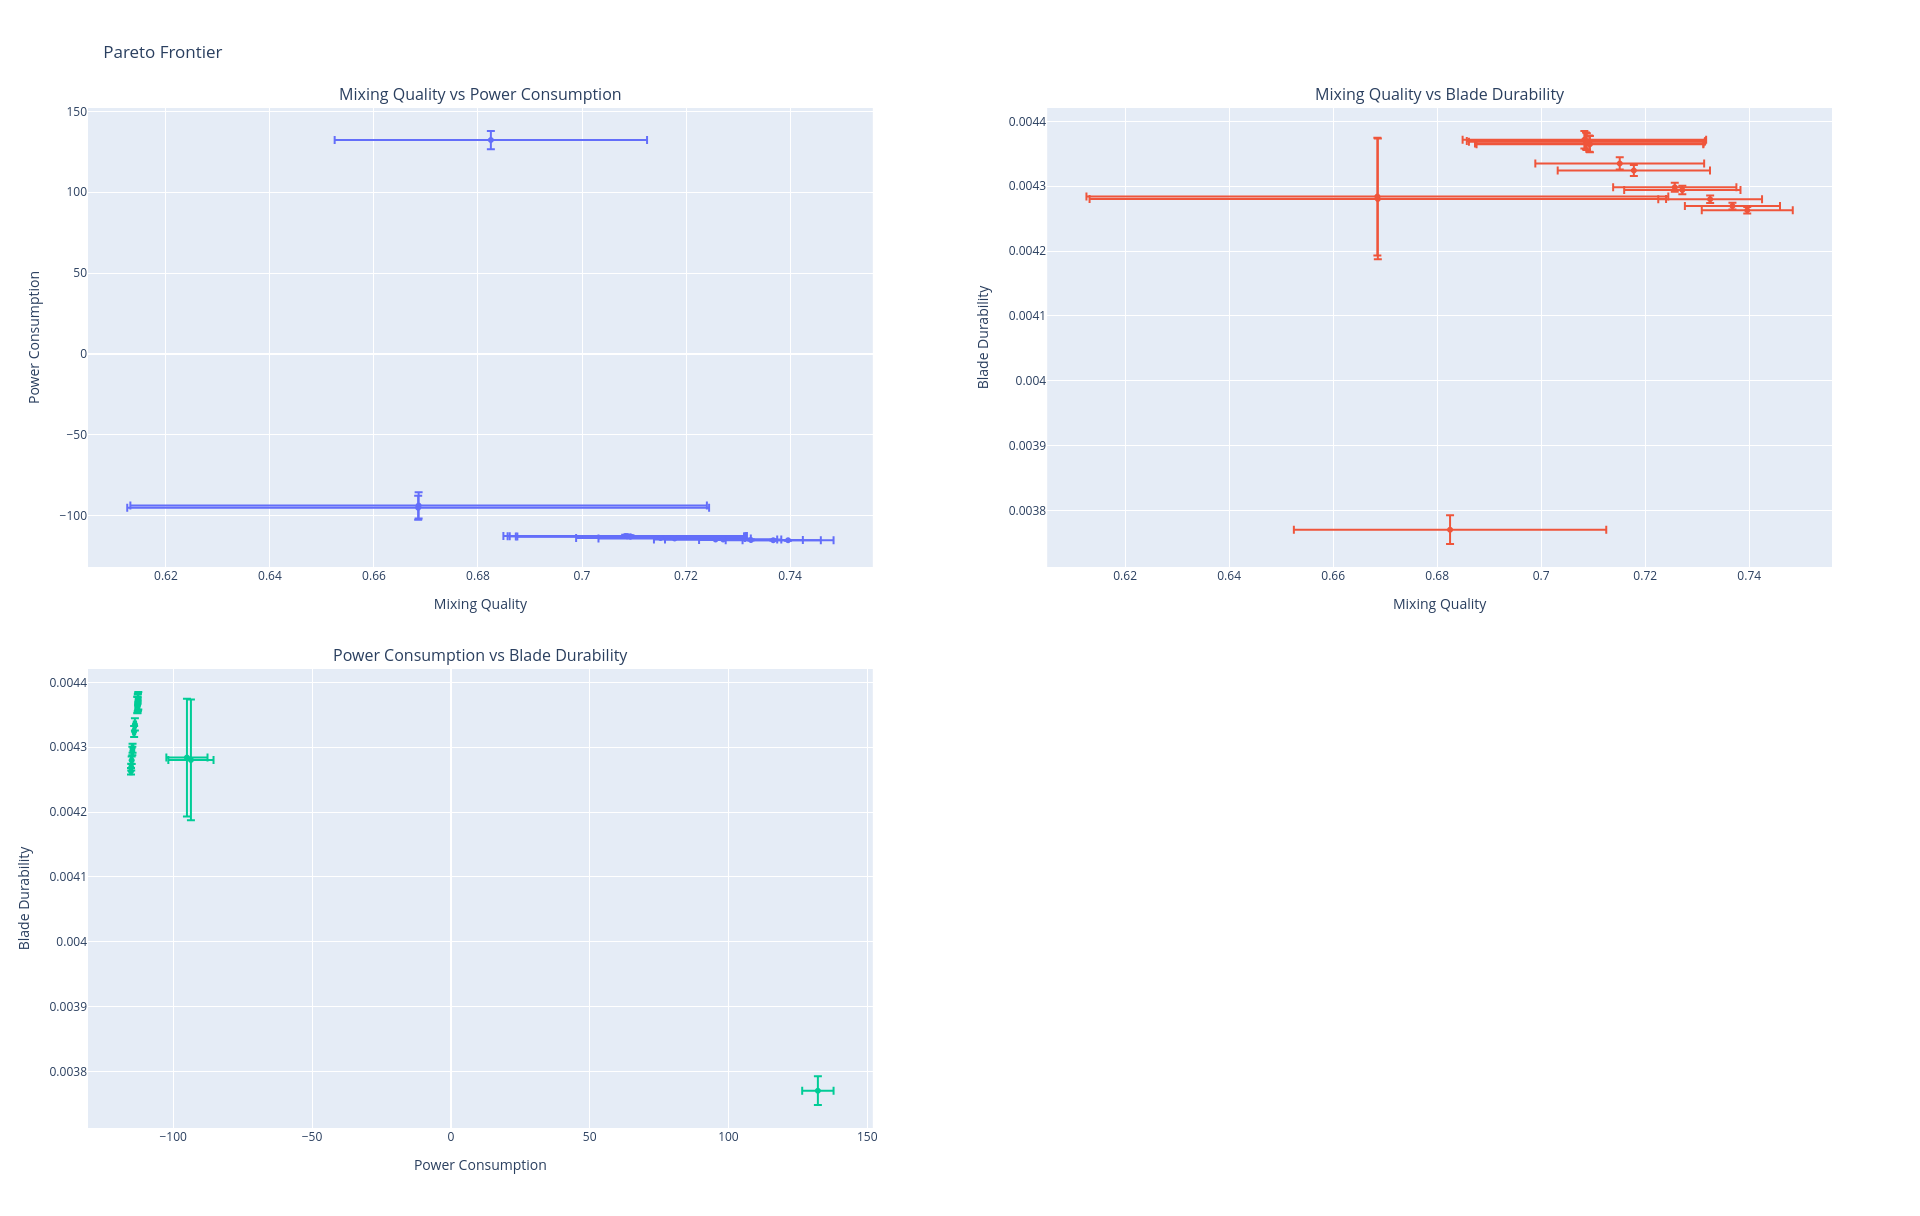 Pareto Frontier
Mixing Quality vs Power Consumption
150
100
50
0
−50
−100
Power Consumption
0.62 0.64 0.66 0.68 0.7 0.72 0.74
Mixing Quality
Mixing Quality vs Blade Durability
0.0044
0.0043
0.0042
0.0041
0.004
0.0039
0.0038
Blade Durability
0.62 0.64 0.66 0.68 0.7 0.72 0.74
Mixing Quality
Power Consumption vs Blade Durability
0.0044
0.0043
0.0042
0.0041
0.004
0.0039
0.0038
Blade Durability
−100 −50 0 50 100 150
Power Consumption